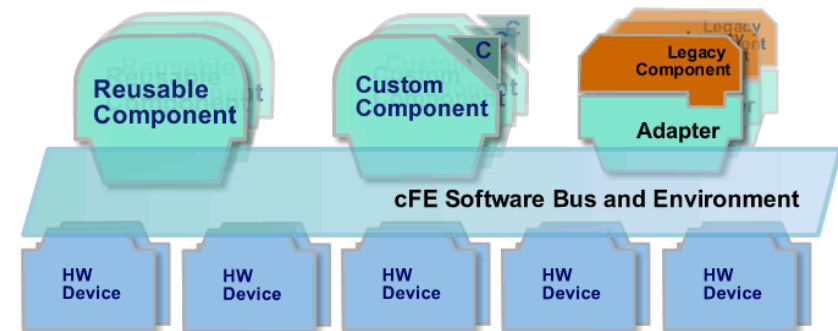 Reusable
Component
C
Custom
Component
Legacy
Component
Adapter
cFE Software Bus and Environment
HW
Device
HW
Device
HW
Device
HW
Device
HW
Device